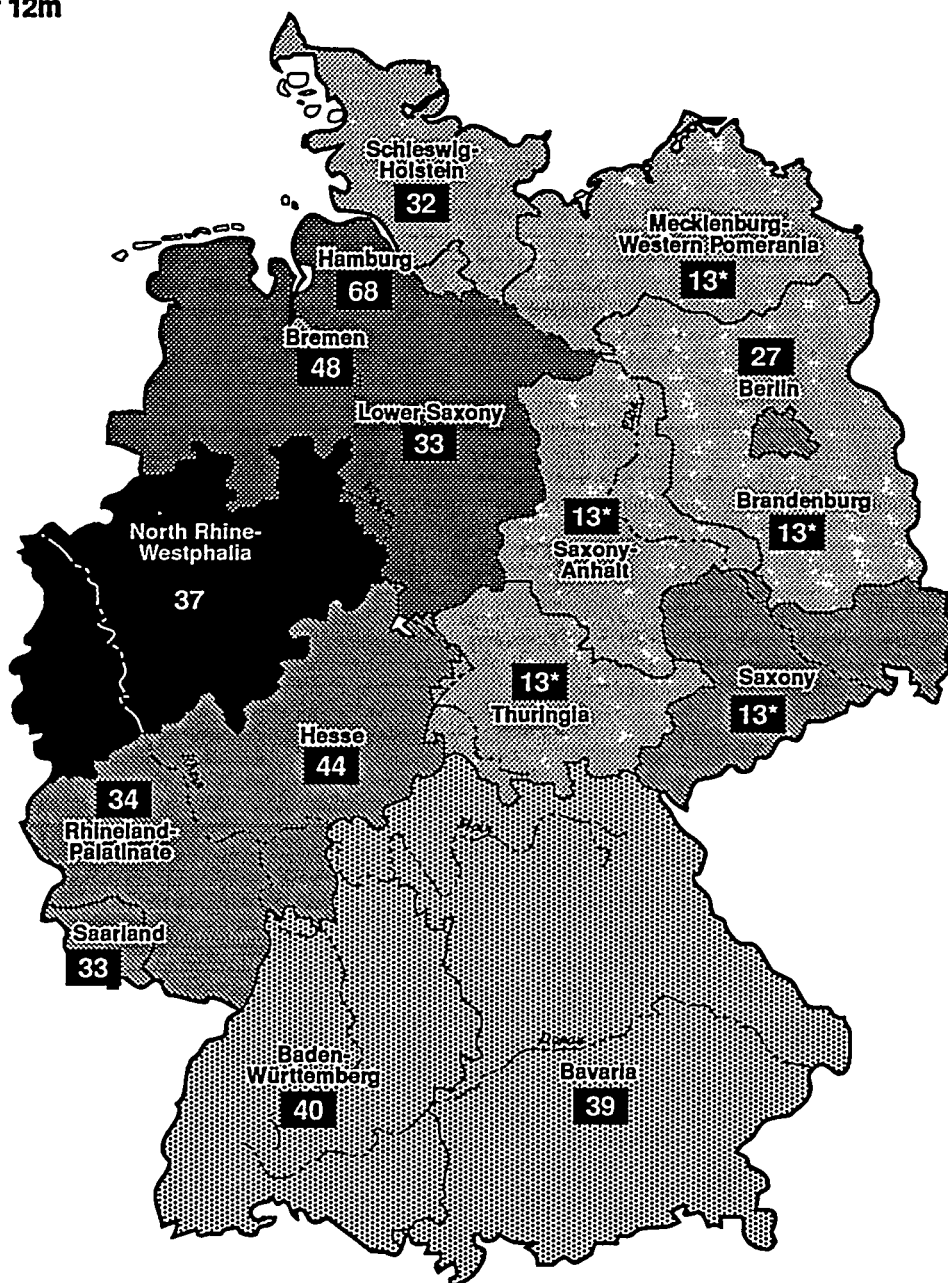 12m
Schleswig-
Holstein
32
Mecklenburg-
Western Pomerania
13*
Hamburg
68
Bremen
48
27
Berlin
Lower Saxony
33
Brandenburg
13*
13*
Saxony-
Anhalt
North Rhine-
Westphalia
37
13*
Thuringia
Saxony
13*
Hesse
44
34
Rhineland-
Palatinate
Saarland
33
Baden-
Wurttemberg
40
Bavaria
39